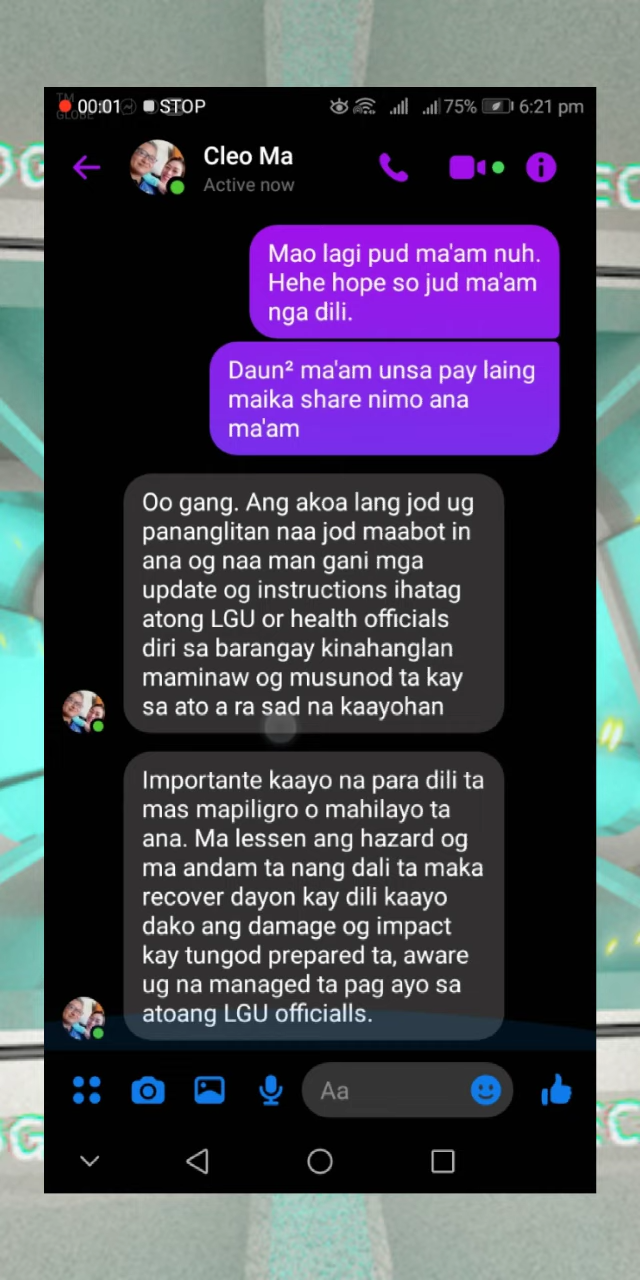 TM
GLOBE
00:01
STOP
75%
6:21 pm
Cleo Ma
Active now
Mao lagi pud ma'am nuh.
Hehe hope so jud ma'am
nga dili.
Daun² ma'am unsa pay laing
maika share nimo ana
ma'am
Oo gang. Ang akoa lang jod ug
pananglitan naa jod maabot in
ana og naa man gani mga
update og instructions ihatag
atong LGU or health officials
diri sa barangay kinahanglan
maminaw og musunod ta kay
sa ato a ra sad na kaayohan
Importante kaayo na para dili ta
mas mapiligro o mahilayo ta
ana. Ma lessen ang hazard og
ma andam ta nang dali ta maka
recover dayon kay dili kaayo
dako ang damage og impact
kay tungod prepared ta, aware
ug na managed ta pag ayo sa
atoang LGU officialls.
Aa